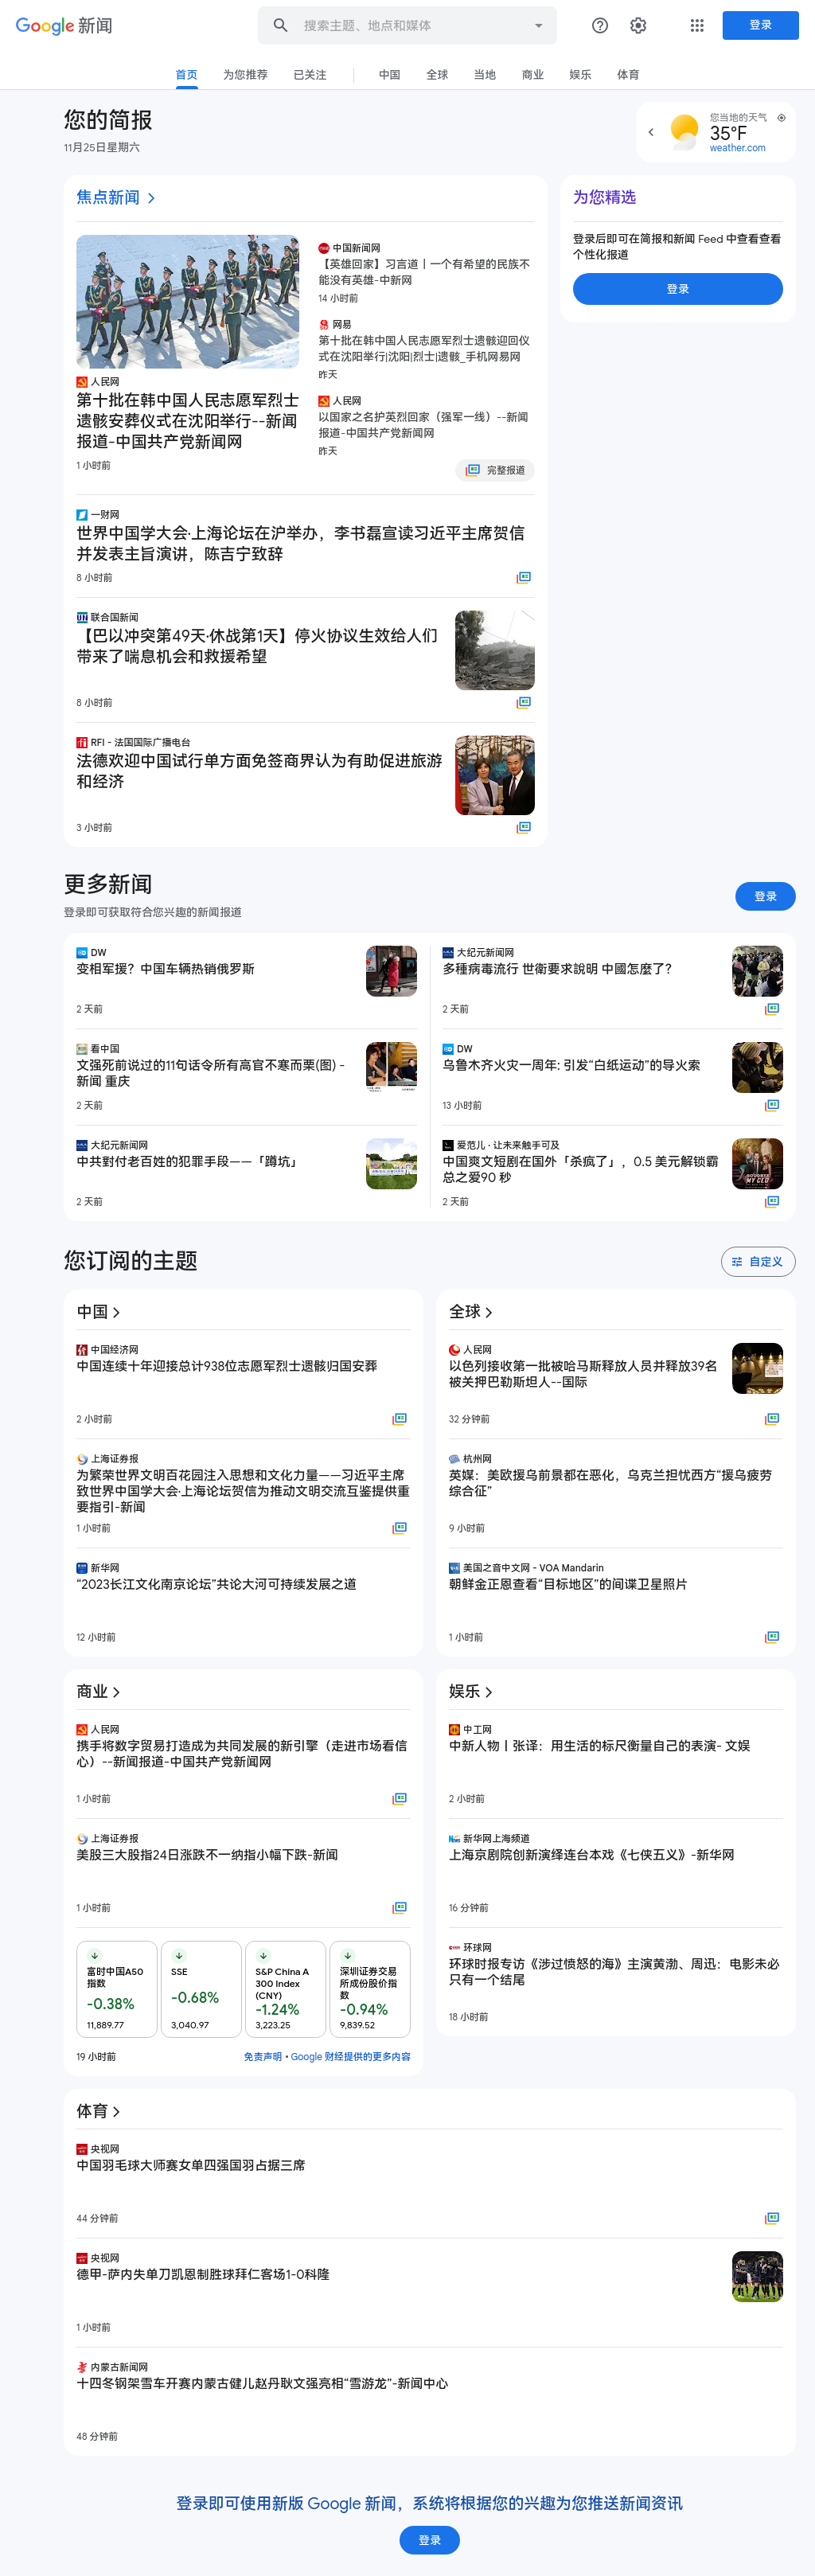 Google 新闻
搜索主题、地点和媒体
登录
首页
为您推荐
已关注
中国
全球
当地
商业
娱乐
体育
您的简报
11月25日星期六
您当地的天气
35°F
weather.com
焦点新闻
人民网
第十批在韩中国人民志愿军烈士
遗骸安葬仪式在沈阳举行--新闻
报道-中国共产党新闻网
1 小时前
中国新闻网
【英雄回家】习言道丨一个有希望的民族不
能没有英雄-中新网
14 小时前
网易
第十批在韩中国人民志愿军烈士遗骸迎回仪
式在沈阳举行|沈阳|烈士|遗骸_手机网易网
昨天
人民网
以国家之名护英烈回家（强军一线）--新闻
报道-中国共产党新闻网
昨天
完整报道
一财网
世界中国学大会·上海论坛在沪举办，李书磊宣读习近平主席贺信
并发表主旨演讲，陈吉宁致辞
8 小时前
联合国新闻
【巴以冲突第49天·休战第1天】停火协议生效给人们
带来了喘息机会和救援希望
8 小时前
RFI - 法国国际广播电台
法德欢迎中国试行单方面免签商界认为有助促进旅游
和经济
3 小时前
为您精选
登录后即可在简报和新闻 Feed 中查看查看
个性化报道
登录
更多新闻
登录即可获取符合您兴趣的新闻报道
登录
DW
变相军援？中国车辆热销俄罗斯
2 天前
看中国
文强死前说过的11句话令所有高官不寒而栗(图) -
新闻 重庆
2 天前
大纪元新闻网
中共對付老百姓的犯罪手段——「蹲坑」
2 天前
大纪元新闻网
多種病毒流行 世衛要求說明 中國怎麼了？
2 天前
DW
乌鲁木齐火灾一周年: 引发“白纸运动”的导火索
13 小时前
爱范儿 · 让未来触手可及
中国爽文短剧在国外「杀疯了」，0.5 美元解锁霸
总之爱90 秒
2 天前
您订阅的主题
自定义
中国
中国经济网
中国连续十年迎接总计938位志愿军烈士遗骸归国安葬
2 小时前
上海证券报
为繁荣世界文明百花园注入思想和文化力量——习近平主席
致世界中国学大会·上海论坛贺信为推动文明交流互鉴提供重
要指引-新闻
1 小时前
新华网
“2023长江文化南京论坛”共论大河可持续发展之道
12 小时前
全球
人民网
以色列接收第一批被哈马斯释放人员并释放39名
被关押巴勒斯坦人--国际
32 分钟前
杭州网
英媒：美欧援乌前景都在恶化，乌克兰担忧西方“援乌疲劳
综合征”
9 小时前
美国之音中文网 - VOA Mandarin
朝鲜金正恩查看“目标地区”的间谍卫星照片
1 小时前
商业
人民网
携手将数字贸易打造成为共同发展的新引擎（走进市场看信
心）--新闻报道-中国共产党新闻网
1 小时前
上海证券报
美股三大股指24日涨跌不一纳指小幅下跌-新闻
1 小时前
富时中国A50
指数
-0.38%
11,889.77
SSE
-0.68%
3,040.97
S&P China A
300 Index
(CNY)
-1.24%
3,223.25
深圳证券交易
所成份股价指
数
-0.94%
9,839.52
19 小时前
免责声明 • Google 财经提供的更多内容
娱乐
中工网
中新人物丨张译：用生活的标尺衡量自己的表演- 文娱
2 小时前
新华网上海频道
上海京剧院创新演绎连台本戏《七侠五义》-新华网
16 分钟前
环球网
环球时报专访《涉过愤怒的海》主演黄渤、周迅：电影未必
只有一个结尾
18 小时前
体育
央视网
中国羽毛球大师赛女单四强国羽占据三席
44 分钟前
央视网
德甲-萨内失单刀凯恩制胜球拜仁客场1-0科隆
1 小时前
内蒙古新闻网
十四冬钢架雪车开赛内蒙古健儿赵丹耿文强亮相“雪游龙”-新闻中心
48 分钟前
登录即可使用新版 Google 新闻，系统将根据您的兴趣为您推送新闻资讯
登录